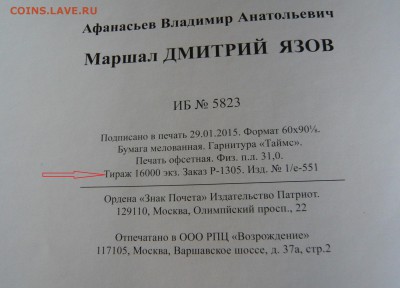 COINS.LAVE.RU
Афанасьев Владимир Анатольевич
Маршал ДМИТРИЙ ЯЗОВ
ИБ № 5823
Подписано в печать 29.01.2015. Формат 60х90⅛.
Бумага мелованная. Гарнитура «Таймс».
Печать офсетная. Физ. п.л. 31,0.
Тираж 16000 экз. Заказ Р-1305. Изд. № 1/е-551
Ордена «Знак Почета» Издательство Патриот.
129110, Москва, Олимпийский просп., 22
Отпечатано в ООО РПЦ «Возрождение»
117105, Москва, Варшавское шоссе, д. 37а, стр.2